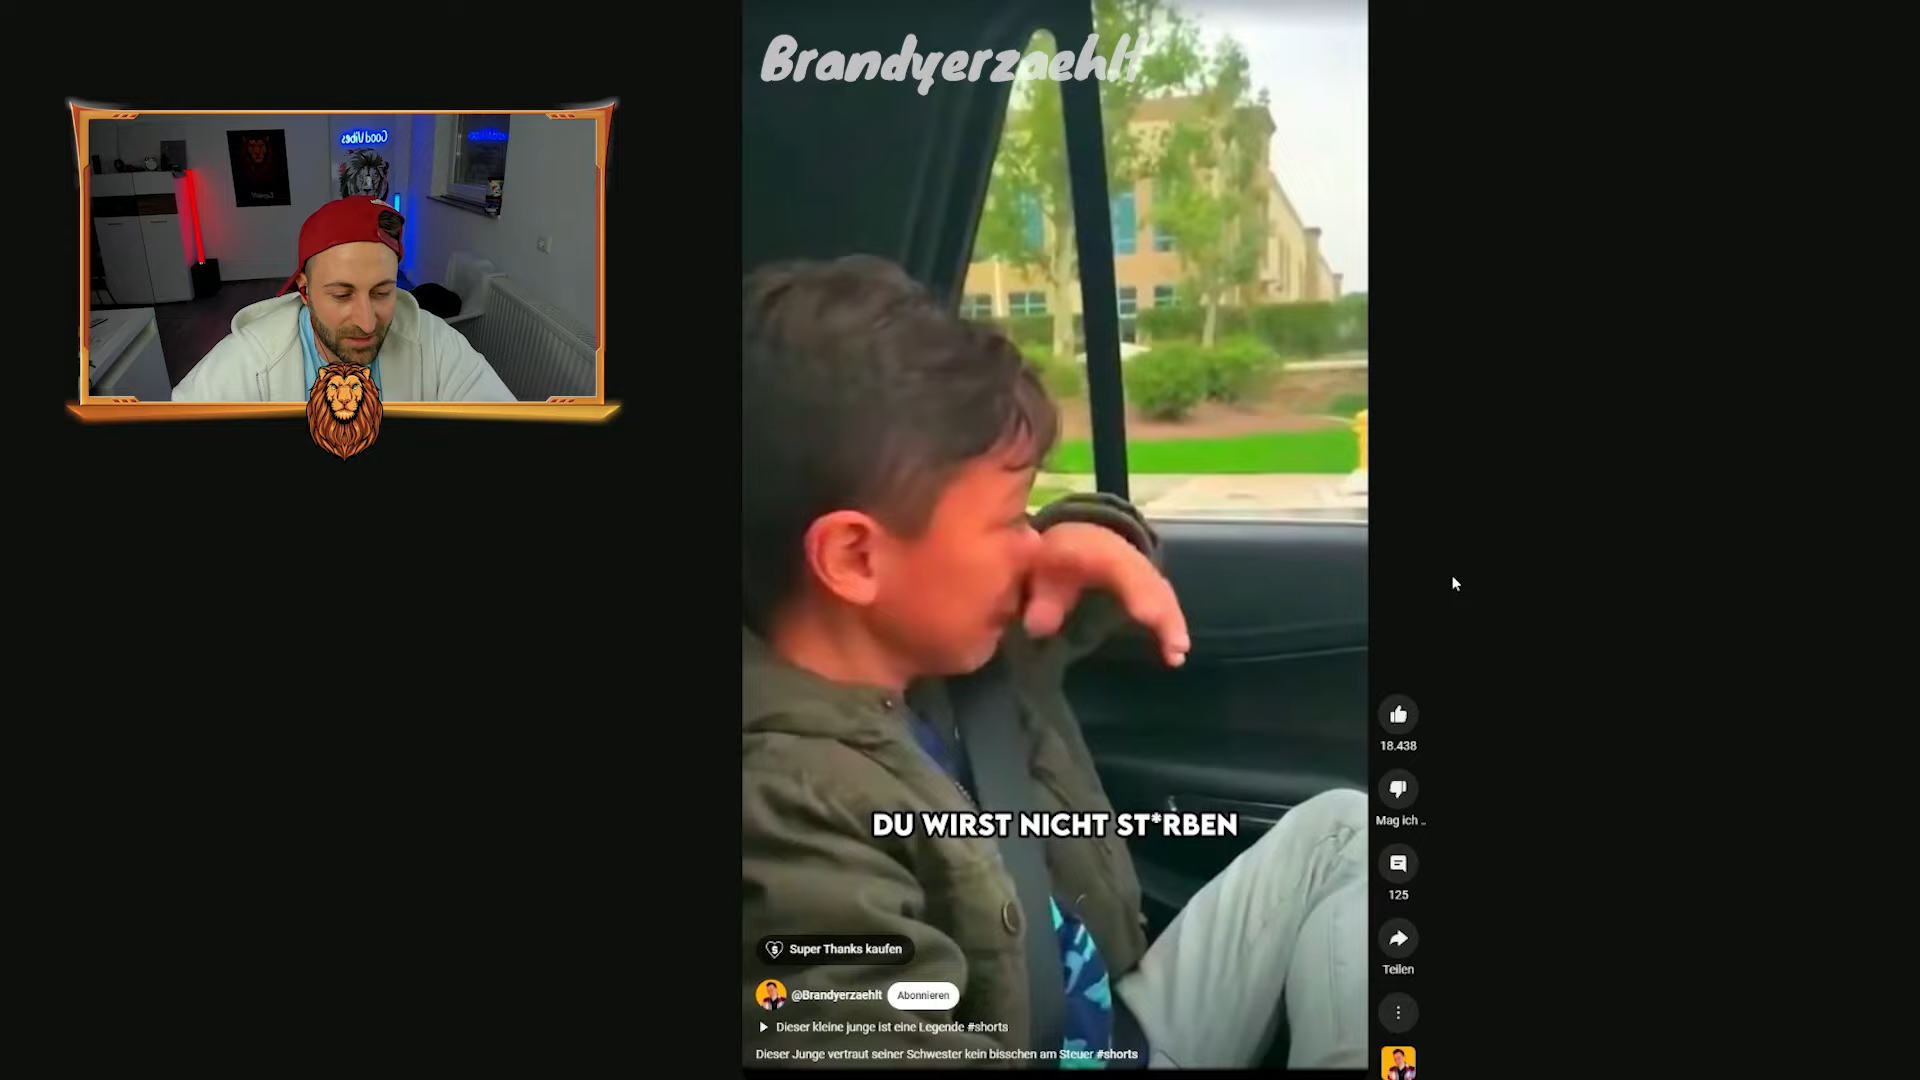 Brandyerzaehlt
Good Vibes
DU WIRST NICHT ST*RBEN
18.438
Mag ich ..
125
Teilen
Super Thanks kaufen
@Brandyerzaehlt Abonnieren
Dieser kleine junge ist eine Legende #shorts
Dieser Junge vertraut seiner Schwester kein bisschen am Steuer #shorts